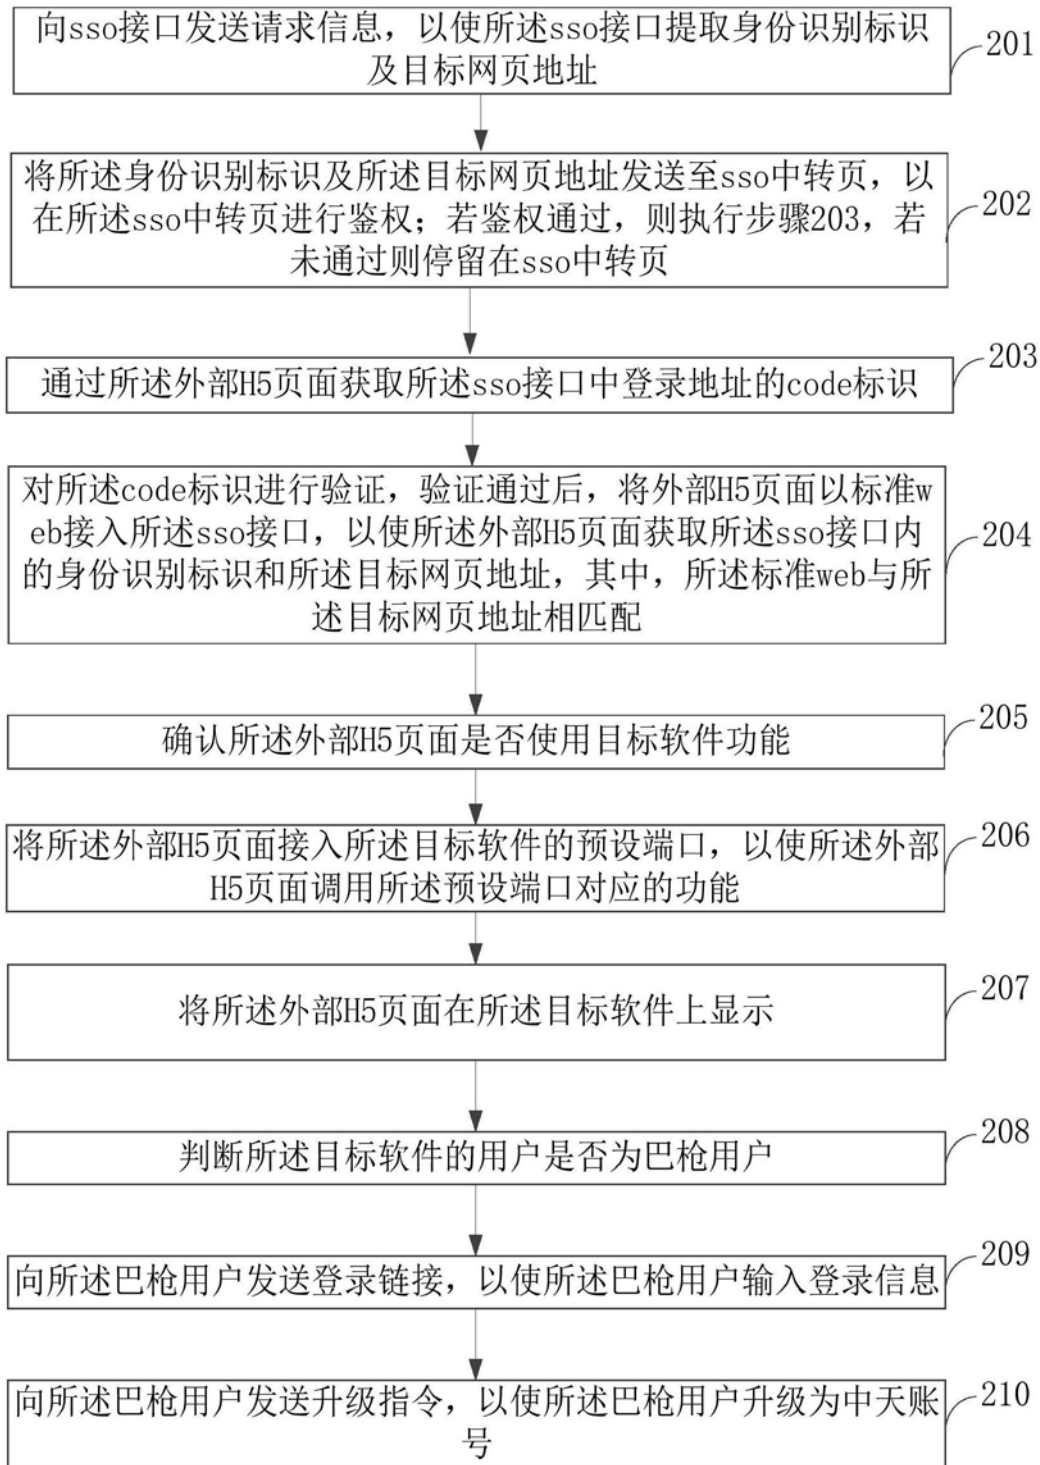 向sso接口发送请求信息，以使所述sso接口提取身份识别标识
及目标网页地址
201
将所述身份识别标识及所述目标网页地址发送至sso中转页，以
在所述sso中转页进行鉴权；若鉴权通过，则执行步骤203，若
未通过则停留在sso中转页
202
通过所述外部H5页面获取所述sso接口中登录地址的code标识
203
对所述code标识进行验证，验证通过后，将外部H5页面以标准w
eb接入所述sso接口，以使所述外部H5页面获取所述sso接口内
的身份识别标识和所述目标网页地址，其中，所述标准web与所
述目标网页地址相匹配
204
确认所述外部H5页面是否使用目标软件功能
205
将所述外部H5页面接入所述目标软件的预设端口，以使所述外部
H5页面调用所述预设端口对应的功能
206
将所述外部H5页面在所述目标软件上显示
207
判断所述目标软件的用户是否为巴枪用户
208
向所述巴枪用户发送登录链接，以使所述巴枪用户输入登录信息
209
向所述巴枪用户发送升级指令，以使所述巴枪用户升级为中天账
号
210